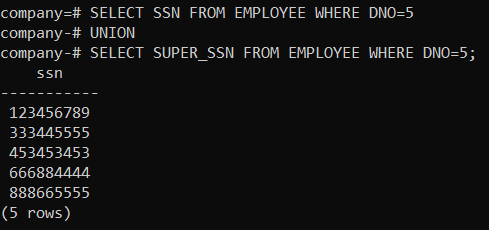 company=# SELECT SSN FROM EMPLOYEE WHERE DNO=5
company-# UNION
company-# SELECT SUPER_SSN FROM EMPLOYEE WHERE DNO=5;
    ssn
-----------
 123456789
 333445555
 453453453
 666884444
 888665555
(5 rows)